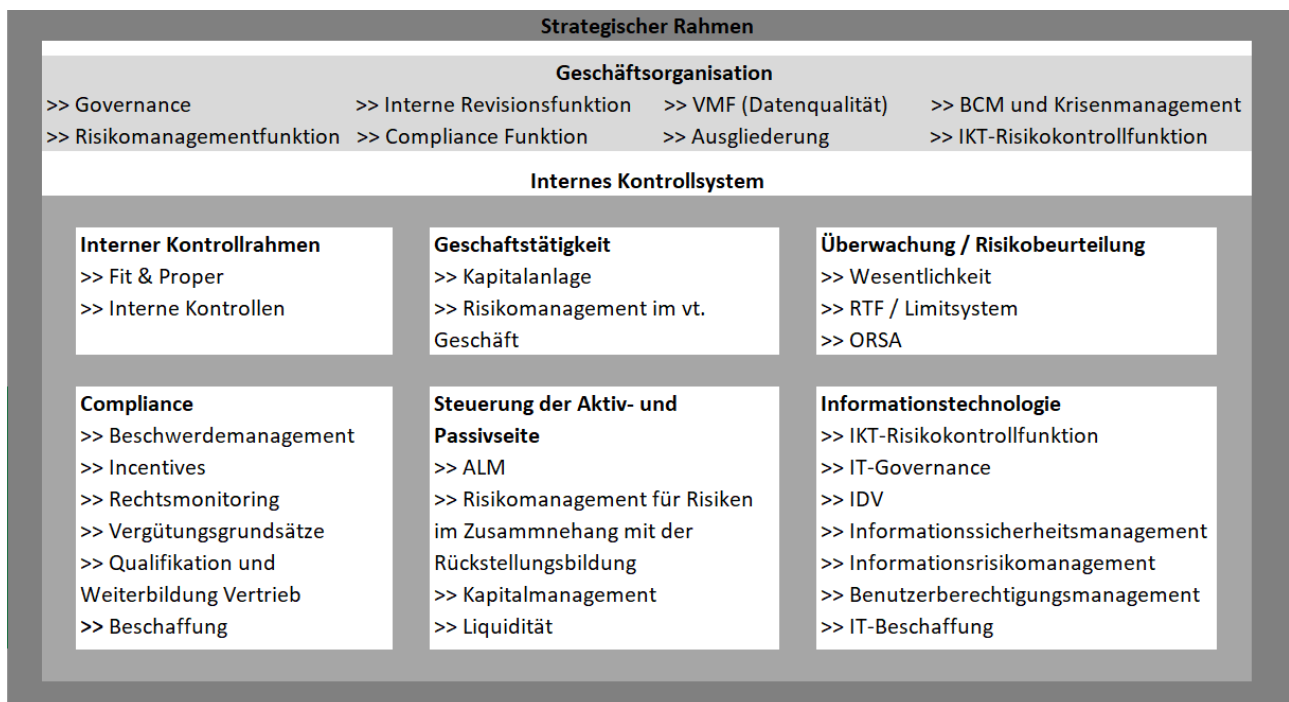 Strategischer Rahmen
Geschäftsorganisation
>> Governance >> Interne Revisionsfunktion >> VMF (Datenqualität) >> BCM und Krisenmanagement
>> Risikomanagementfunktion >> Compliance Funktion >> Ausgliederung >> IKT-Risikokontrollfunktion
Internes Kontrollsystem
Interner Kontrollrahmen
>> Fit & Proper
>> Interne Kontrollen
Geschaftstätigkeit
>> Kapitalanlage
>> Risikomanagement im vt.
Geschäft
Überwachung / Risikobeurteilung
>> Wesentlichkeit
>> RTF / Limitsystem
>> ORSA
Compliance
>> Beschwerdemanagement
>> Incentives
>> Rechtsmonitoring
>> Vergütungsgrundsätze
>> Qualifikation und
Weiterbildung Vertrieb
>> Beschaffung
Steuerung der Aktiv- und
Passivseite
>> ALM
>> Risikomanagement für Risiken
im Zusammnehang mit der
Rückstellungsbildung
>> Kapitalmanagement
>> Liquidität
Informationstechnologie
>> IKT-Risikokontrollfunktion
>> IT-Governance
>> IDV
>> Informationssicherheitsmanagement
>> Informationsrisikomanagement
>> Benutzerberechtigungsmanagement
>> IT-Beschaffung